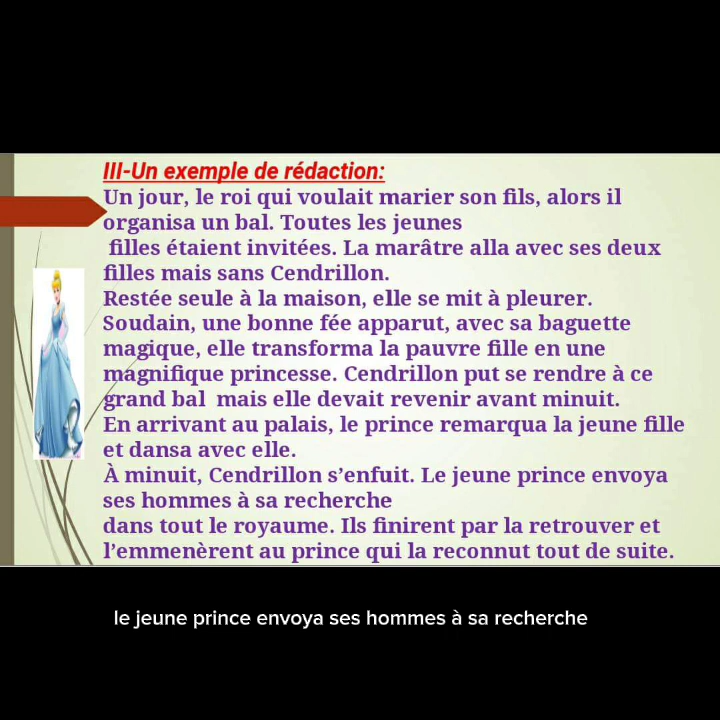 III-Un exemple de rédaction:
Un jour, le roi qui voulait marier son fils, alors il
organisa un bal. Toutes les jeunes
filles étaient invitées. La marâtre alla avec ses deux
filles mais sans Cendrillon.
Restée seule à la maison, elle se mit à pleurer.
Soudain, une bonne fée apparut, avec sa baguette
magique, elle transforma la pauvre fille en une
magnifique princesse. Cendrillon put se rendre à ce
grand bal mais elle devait revenir avant minuit.
En arrivant au palais, le prince remarqua la jeune fille
et dansa avec elle.
À minuit, Cendrillon s’enfuit. Le jeune prince envoya
ses hommes à sa recherche
dans tout le royaume. Ils finirent par la retrouver et
l’emmenèrent au prince qui la reconnut tout de suite.
le jeune prince envoya ses hommes à sa recherche